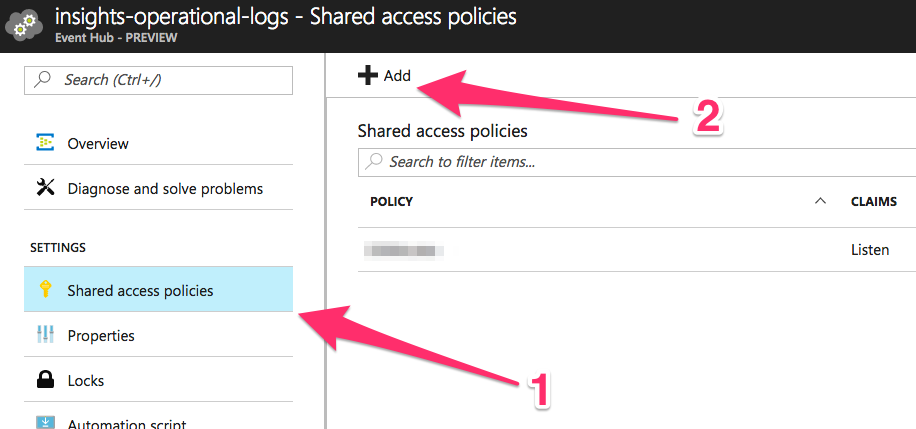 insights-operational-logs - Shared access policies
Event Hub - PREVIEW
Search (Ctrl+/)
Overview
Diagnose and solve problems
SETTINGS
Shared access policies
Properties
Locks
Automation script
1
Add
2
Shared access policies
Search to filter items...
POLICY CLAIMS
Listen